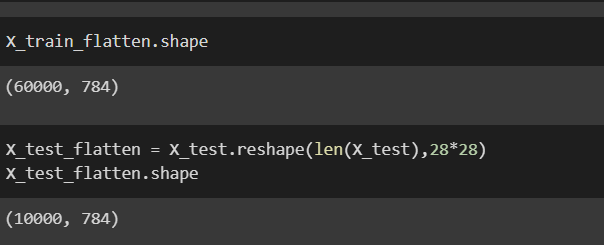 X_train_flatten.shape
(60000, 784)
X_test_flatten = X_test.reshape(len(X_test),28*28)
X_test_flatten.shape
(10000, 784)